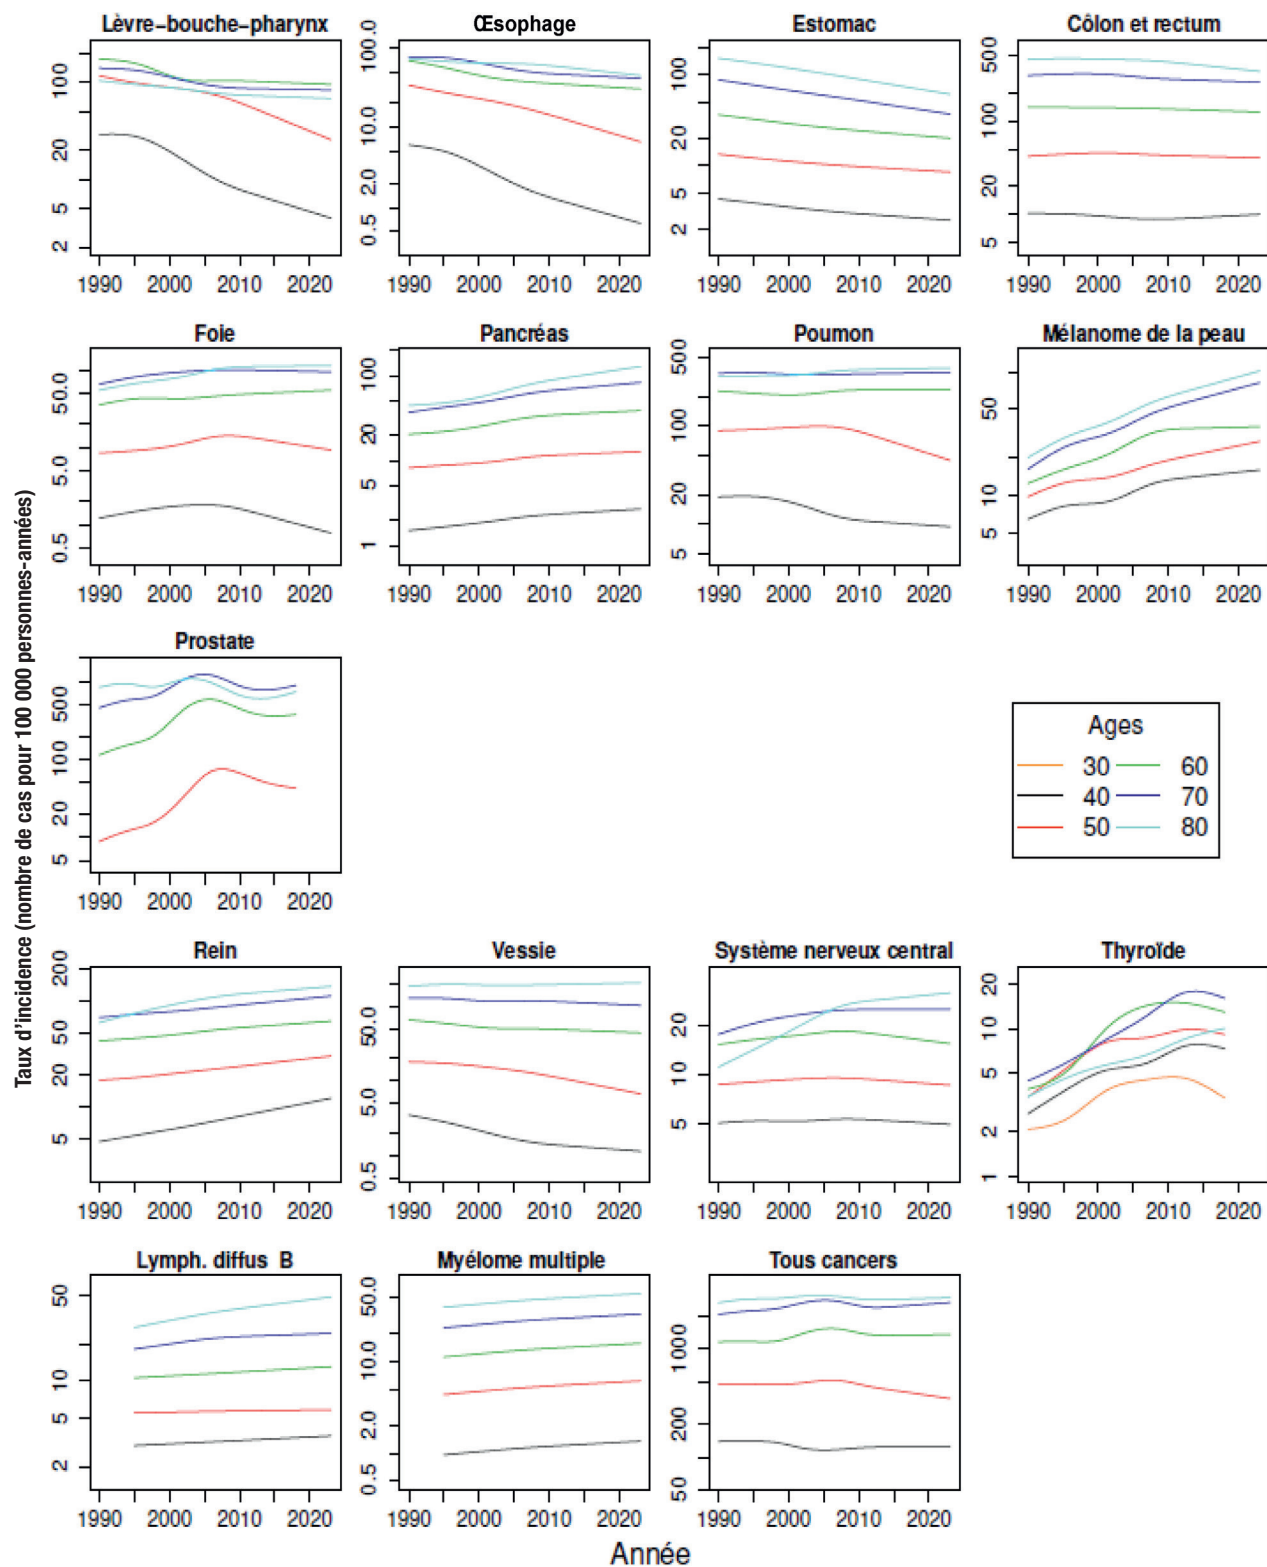 Taux d'incidence (nombre de cas pour 100 000 personnes-années)
Lèvre−bouche−pharynx
100
20
5
2
1990 2000 2010 2020
Œsophage
100.0
10.0
2.0
0.5
1990 2000 2010 2020
Estomac
100
20
5
2
1990 2000 2010 2020
Côlon et rectum
500
100
20
5
1990 2000 2010 2020
Foie
50.0
5.0
0.5
1990 2000 2010 2020
Pancréas
100
20
5
1
1990 2000 2010 2020
Poumon
500
100
20
5
1990 2000 2010 2020
Mélanome de la peau
50
10
5
1990 2000 2010 2020
Prostate
500
100
20
5
1990 2000 2010 2020
Ages
30 60
40 70
50 80
Rein
200
50
20
5
1990 2000 2010 2020
Vessie
50.0
5.0
0.5
1990 2000 2010 2020
Système nerveux central
20
10
5
1990 2000 2010 2020
Thyroïde
20
10
5
2
1
1990 2000 2010 2020
Lymph. diffus B
50
10
5
2
1990 2000 2010 2020
Myélome multiple
50.0
10.0
2.0
0.5
1990 2000 2010 2020
Tous cancers
1000
200
50
1990 2000 2010 2020
Année